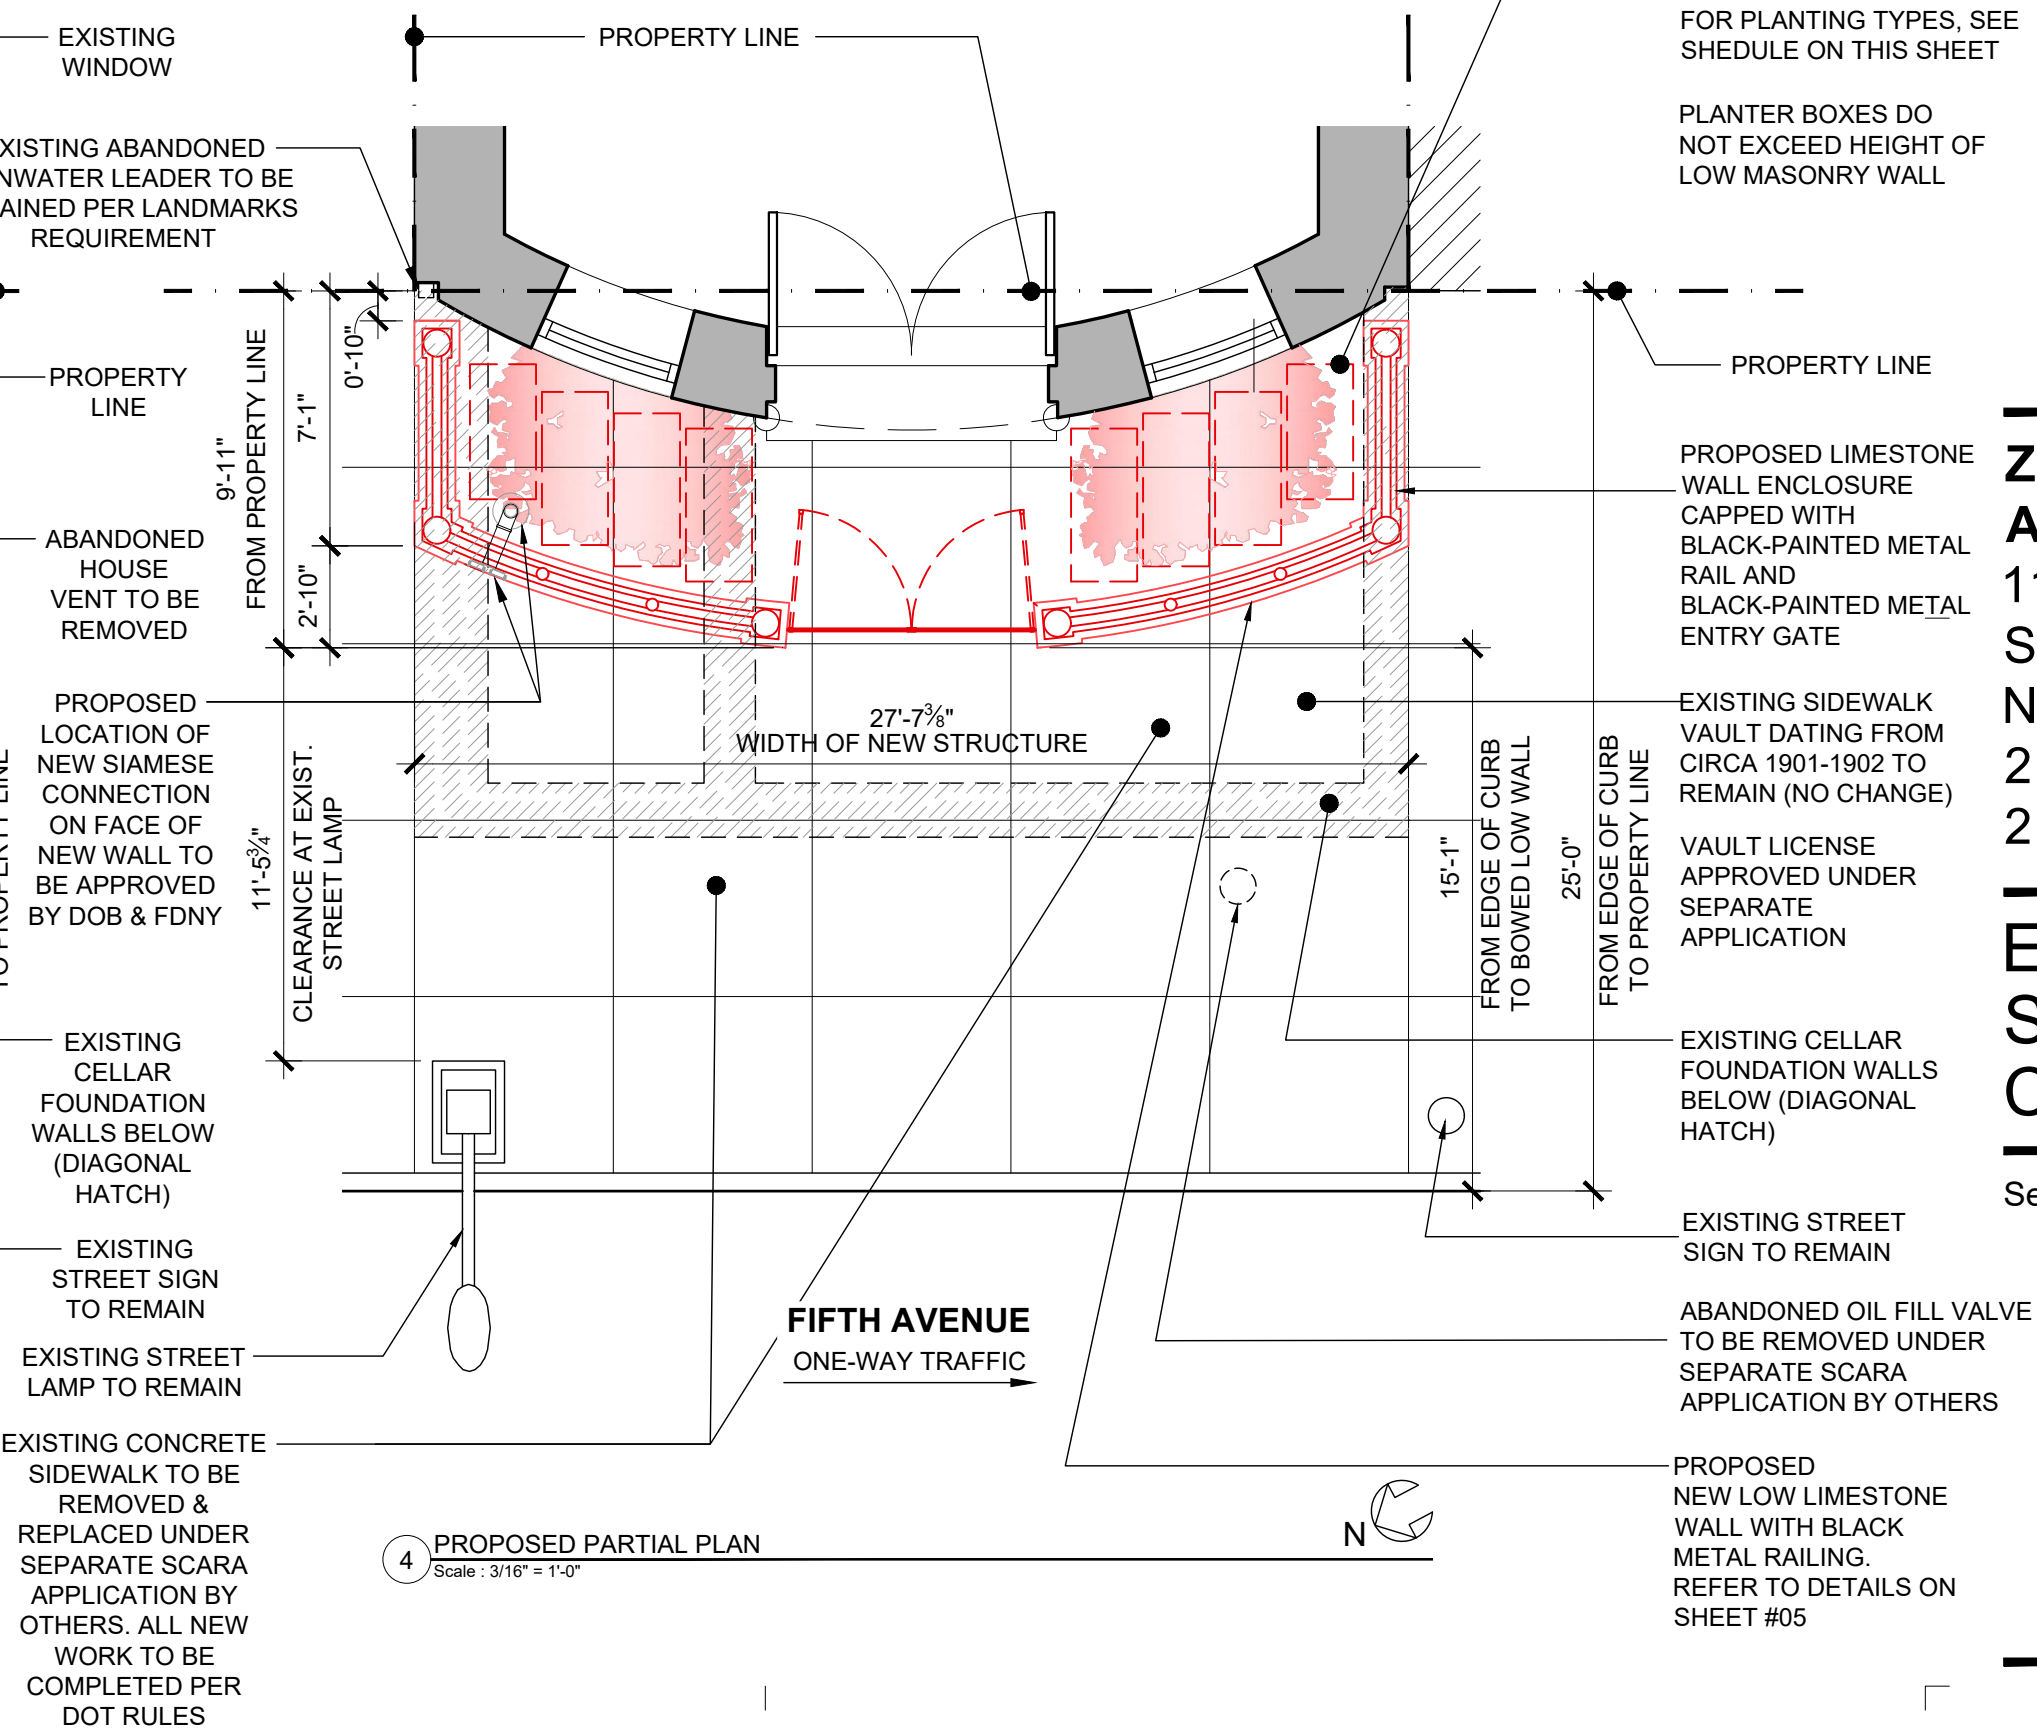 EXISTING
WINDOW
PROPERTY LINE
FOR PLANTING TYPES, SEE
SHEDULE ON THIS SHEET
PLANTER BOXES DO
NOT EXCEED HEIGHT OF
LOW MASONRY WALL
XISTING ABANDONED
NWATER LEADER TO BE
AINED PER LANDMARKS
REQUIREMENT
PROPERTY
LINE
9'-11"
FROM PROPERTY LINE
7'-1"
0'-10"
2'-10"
PROPERTY LINE
PROPOSED LIMESTONE
WALL ENCLOSURE
CAPPED WITH
BLACK-PAINTED METAL
RAIL AND
BLACK-PAINTED METAL
ENTRY GATE
ABANDONED
HOUSE
VENT TO BE
REMOVED
PROPOSED
LOCATION OF
NEW SIAMESE
CONNECTION
ON FACE OF
NEW WALL TO
BE APPROVED
BY DOB & FDNY
TO PROPERTY LINE
11'-5¾"
CLEARANCE AT EXIST.
STREET LAMP
27'-7⅜"
WIDTH OF NEW STRUCTURE
15'-1"
FROM EDGE OF CURB
TO BOWED LOW WALL
25'-0"
FROM EDGE OF CURB
TO PROPERTY LINE
EXISTING SIDEWALK
VAULT DATING FROM
CIRCA 1901-1902 TO
REMAIN (NO CHANGE)
VAULT LICENSE
APPROVED UNDER
SEPARATE
APPLICATION
EXISTING
CELLAR
FOUNDATION
WALLS BELOW
(DIAGONAL
HATCH)
EXISTING CELLAR
FOUNDATION WALLS
BELOW (DIAGONAL
HATCH)
EXISTING
STREET SIGN
TO REMAIN
EXISTING STREET
SIGN TO REMAIN
EXISTING STREET
LAMP TO REMAIN
FIFTH AVENUE
ONE-WAY TRAFFIC
ABANDONED OIL FILL VALVE
TO BE REMOVED UNDER
SEPARATE SCARA
APPLICATION BY OTHERS
EXISTING CONCRETE
SIDEWALK TO BE
REMOVED &
REPLACED UNDER
SEPARATE SCARA
APPLICATION BY
OTHERS. ALL NEW
WORK TO BE
COMPLETED PER
DOT RULES
PROPOSED
NEW LOW LIMESTONE
WALL WITH BLACK
METAL RAILING.
REFER TO DETAILS ON
SHEET #05
4
PROPOSED PARTIAL PLAN
Scale : 3/16" = 1'-0"
N
Z
A
11
S
N
2
2
E
S
C
Se